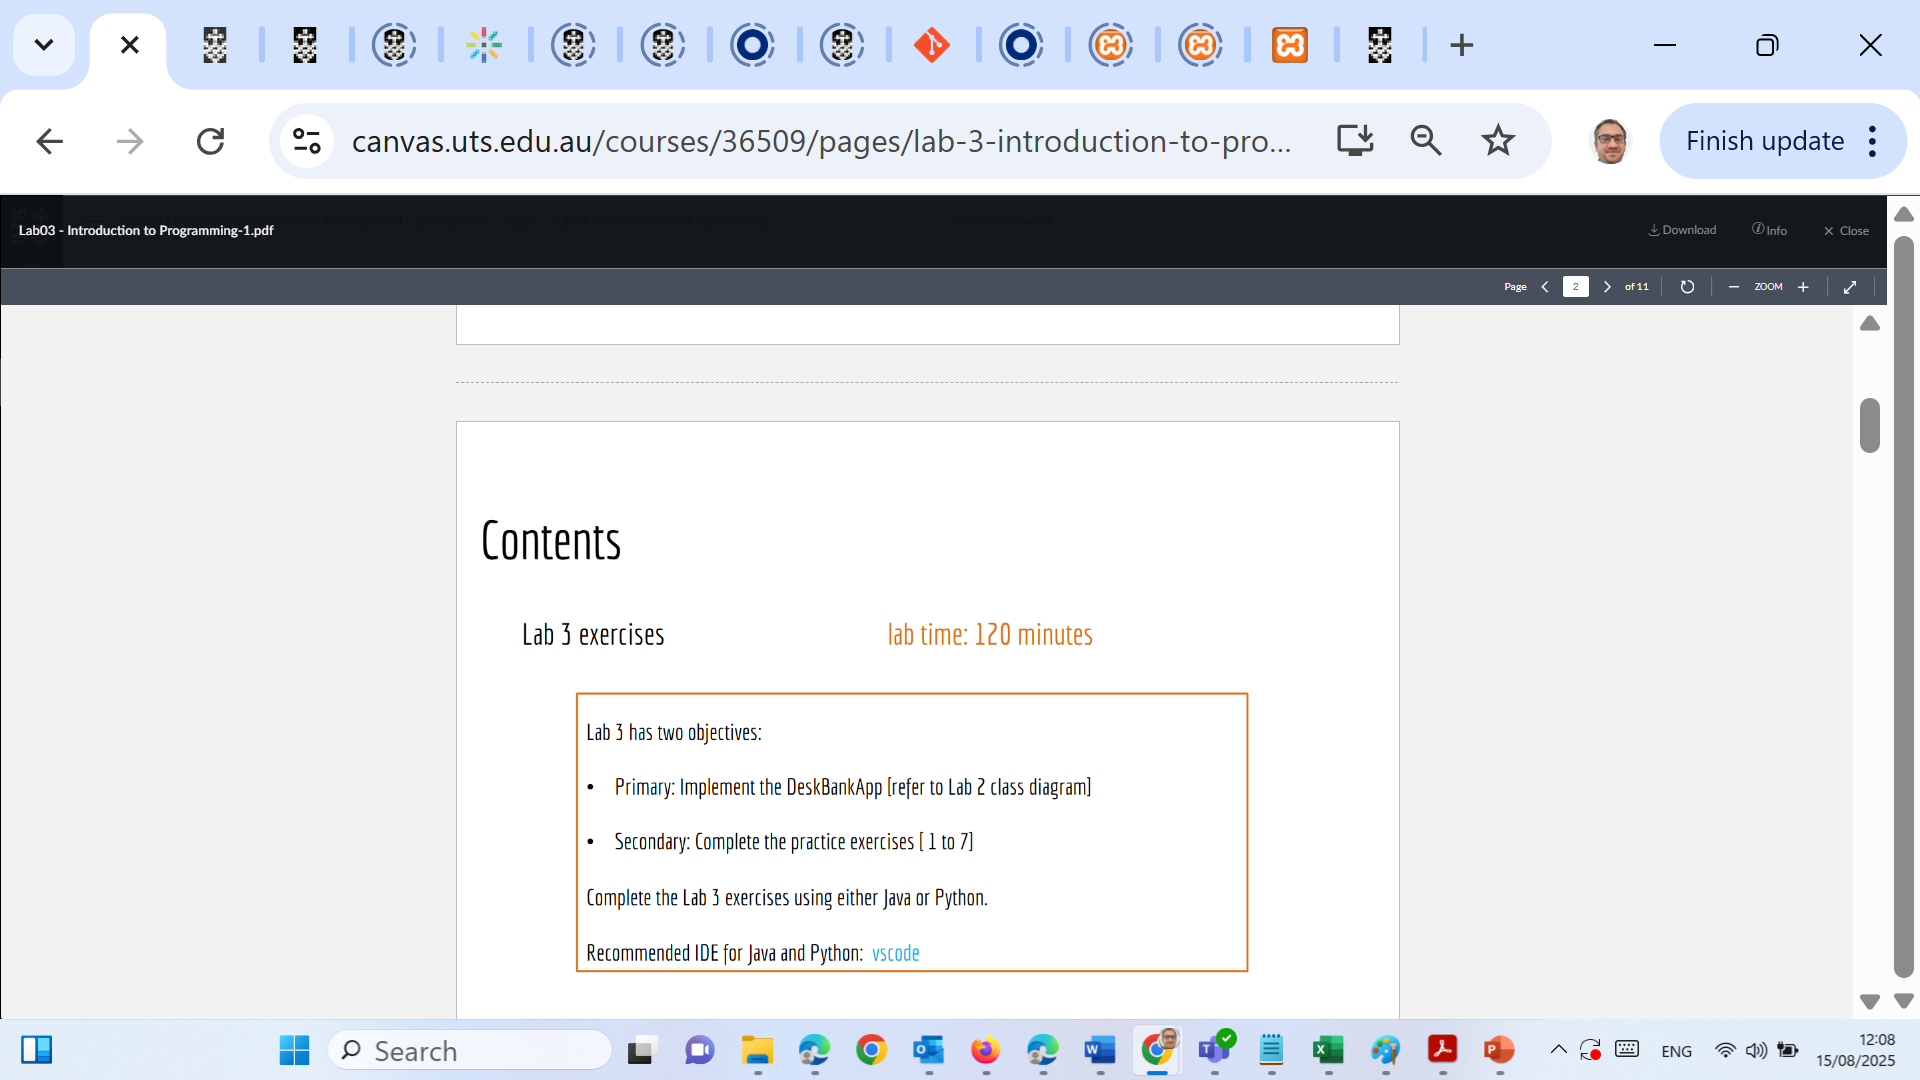 canvas.uts.edu.au/courses/36509/pages/lab-3-introduction-to-pro...
Finish update
Lab03 - Introduction to Programming-1.pdf
Download
Info
Close
Page
2
of 11
ZOOM
Contents
Lab 3 exercises
lab time: 120 minutes
Lab 3 has two objectives:
• Primary: Implement the DeskBankApp [refer to Lab 2 class diagram]
• Secondary: Complete the practice exercises [ 1 to 7]
Complete the Lab 3 exercises using either Java or Python.
Recommended IDE for Java and Python: vscode
Search
ENG
12:08
15/08/2025